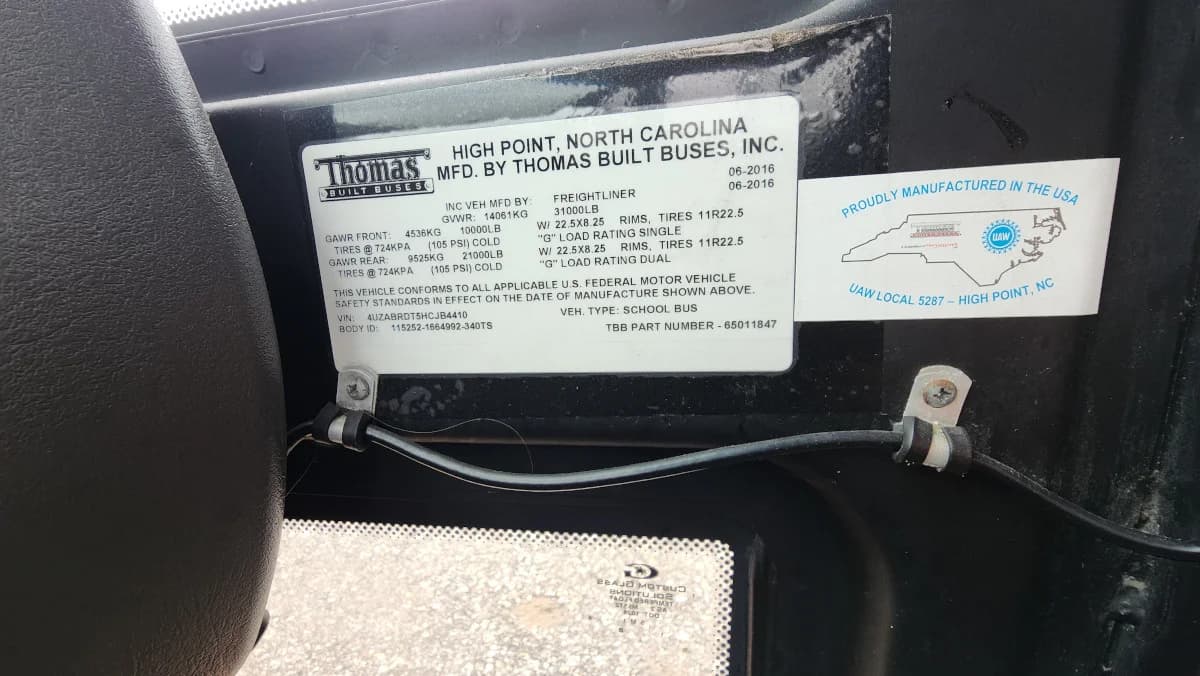 Thomas
BUILT BUSES
HIGH POINT, NORTH CAROLINA
MFD. BY THOMAS BUILT BUSES, INC.
06-2016
INC VEH MFD BY: FREIGHTLINER 06-2016
GVWR: 14061KG 31000LB
GAWR FRONT: 4536KG 10000LB W/ 22.5X8.25 RIMS, TIRES 11R22.5
TIRES @ 724KPA (105 PSI) COLD "G" LOAD RATING SINGLE
GAWR REAR: 9525KG 21000LB W/ 22.5X8.25 RIMS, TIRES 11R22.5
TIRES @ 724KPA (105 PSI) COLD "G" LOAD RATING DUAL
THIS VEHICLE CONFORMS TO ALL APPLICABLE U.S. FEDERAL MOTOR VEHICLE
SAFETY STANDARDS IN EFFECT ON THE DATE OF MANUFACTURE SHOWN ABOVE.
VIN: 4UZABRDT5HCJB4410 VEH. TYPE: SCHOOL BUS
BODY ID: 115252-1664992-340TS TBB PART NUMBER - 65011847
PROUDLY MANUFACTURED IN THE USA
UAW
UAW LOCAL 5287 – HIGH POINT, NC
CUSTOM GLASS
SOLUTIONS
TEMPERED FLOAT